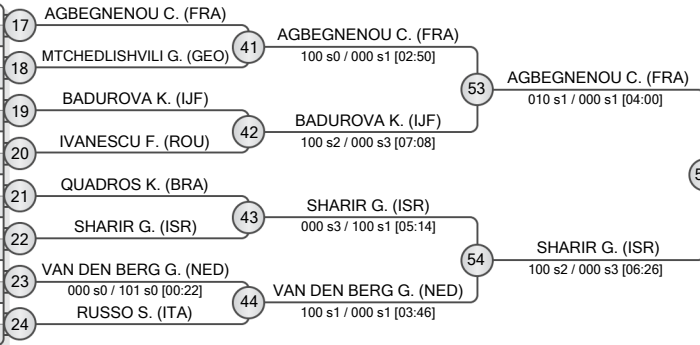 17
AGBEGNENOU C. (FRA)
18
MTCHEDLISHVILI G. (GEO)
41
AGBEGNENOU C. (FRA)
100 s0 / 000 s1 [02:50]
19
BADUROVA K. (IJF)
20
IVANESCU F. (ROU)
42
BADUROVA K. (IJF)
100 s2 / 000 s3 [07:08]
53
AGBEGNENOU C. (FRA)
010 s1 / 000 s1 [04:00]
21
QUADROS K. (BRA)
22
SHARIR G. (ISR)
43
SHARIR G. (ISR)
000 s3 / 100 s1 [05:14]
23
VAN DEN BERG G. (NED)
000 s0 / 101 s0 [00:22]
24
RUSSO S. (ITA)
44
VAN DEN BERG G. (NED)
100 s1 / 000 s1 [03:46]
54
SHARIR G. (ISR)
100 s2 / 000 s3 [06:26]